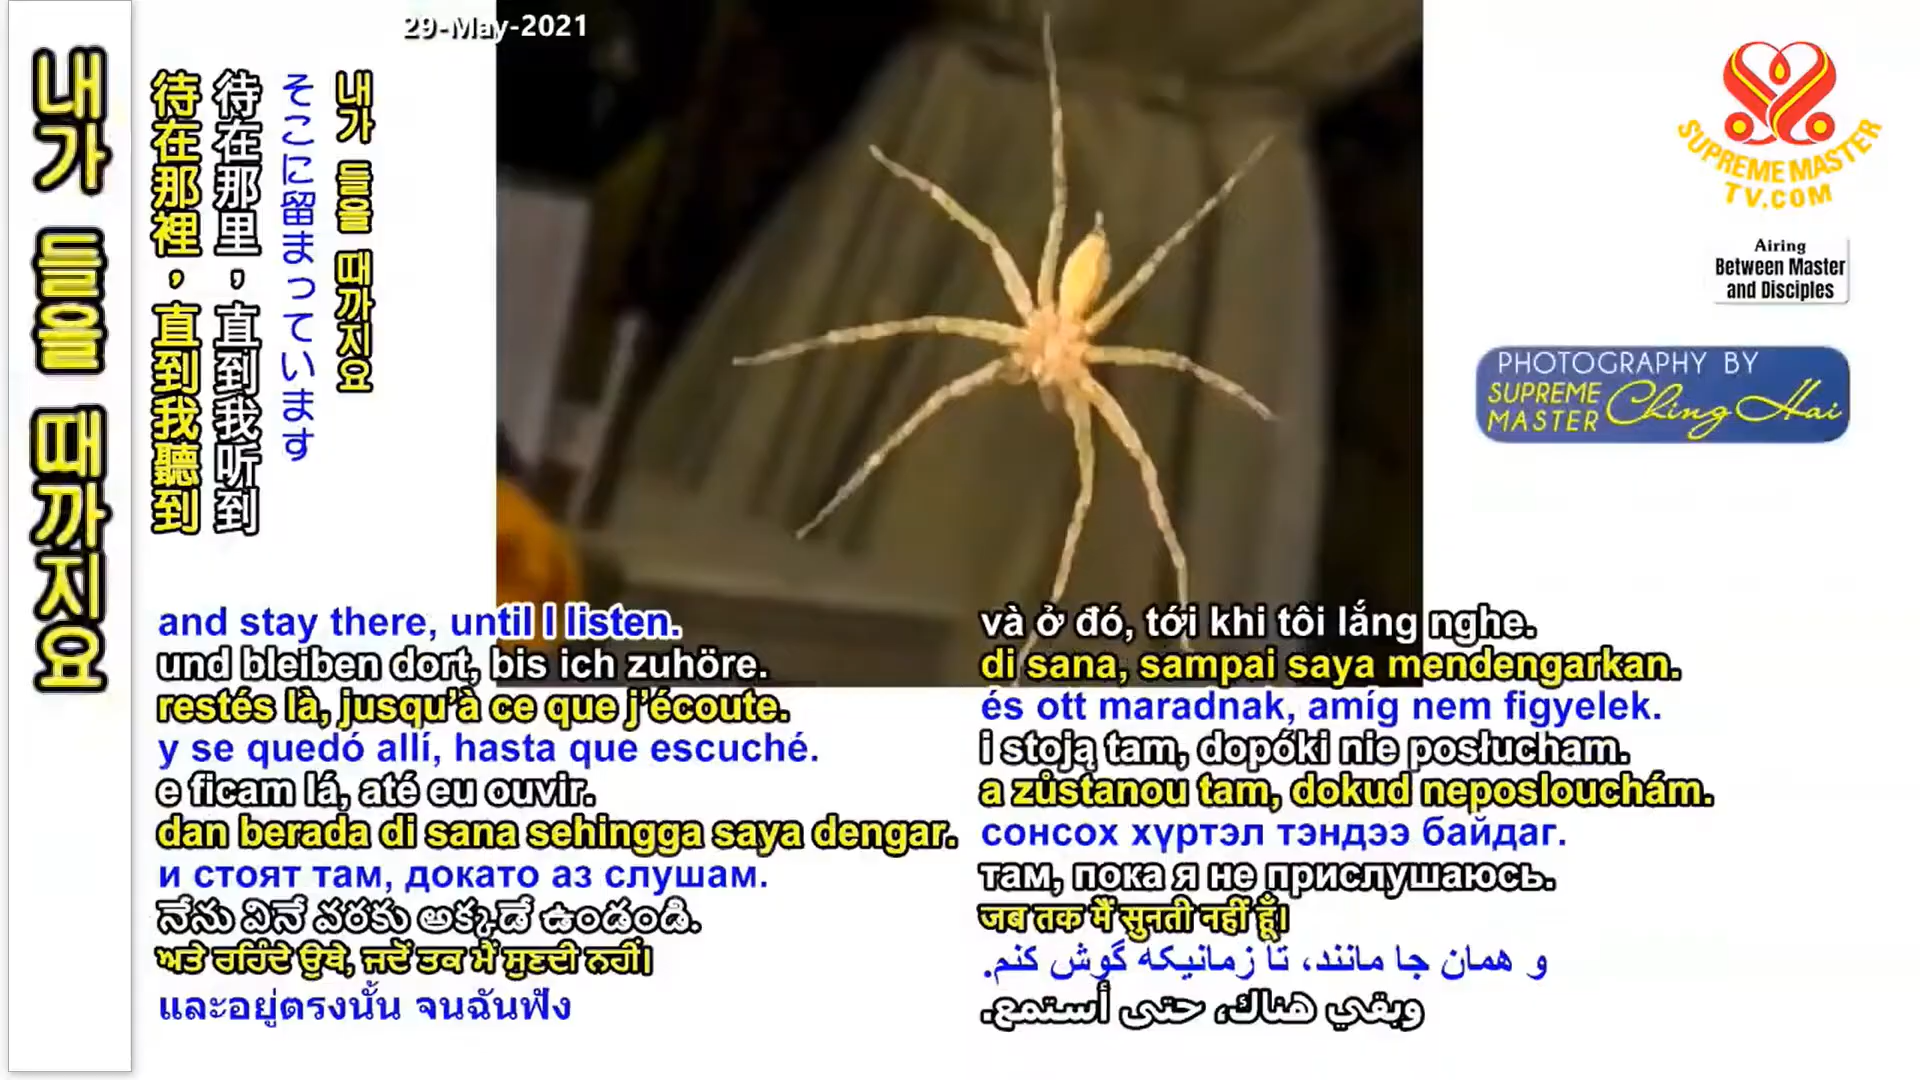 29-May-2021
내가 들을 때까지요
待在那裡，直到我聽到
待在那里，直到我听到
そこに留まっています
내가 들을 때까지요
SUPREME MASTER
TV.COM
Airing
Between Master
and Disciples
PHOTOGRAPHY BY
SUPREME
MASTER Ching Hai
and stay there, until I listen.
und bleiben dort, bis ich zuhöre.
restés là, jusqu'à ce que j'écoute.
y se quedó allí, hasta que escuché.
e ficam lá, até eu ouvir.
dan berada di sana sehingga saya dengar.
и стоят там, докато аз слушам.
నేను వినే వరకు అక్కడే ఉండండి.
ਅਤੇ ਰਹਿੰਦੇ ਉਥੇ, ਜਦੋਂ ਤਕ ਮੈਂ ਸੁਣਦੀ ਨਹੀਂ।
และอยู่ตรงนั้น จนฉันฟัง
và ở đó, tới khi tôi lắng nghe.
di sana, sampai saya mendengarkan.
és ott maradnak, amíg nem figyelek.
i stoją tam, dopóki nie posłucham.
a zůstanou tam, dokud neposlouchám.
сонсох хүртэл тэндээ байдаг.
там, пока я не прислушаюсь.
जब तक मैं सुनती नहीं हूँ।
و همان جا مانند، تا زمانیکه گوش کنم.
وبقي هناك، حتى أستمع.